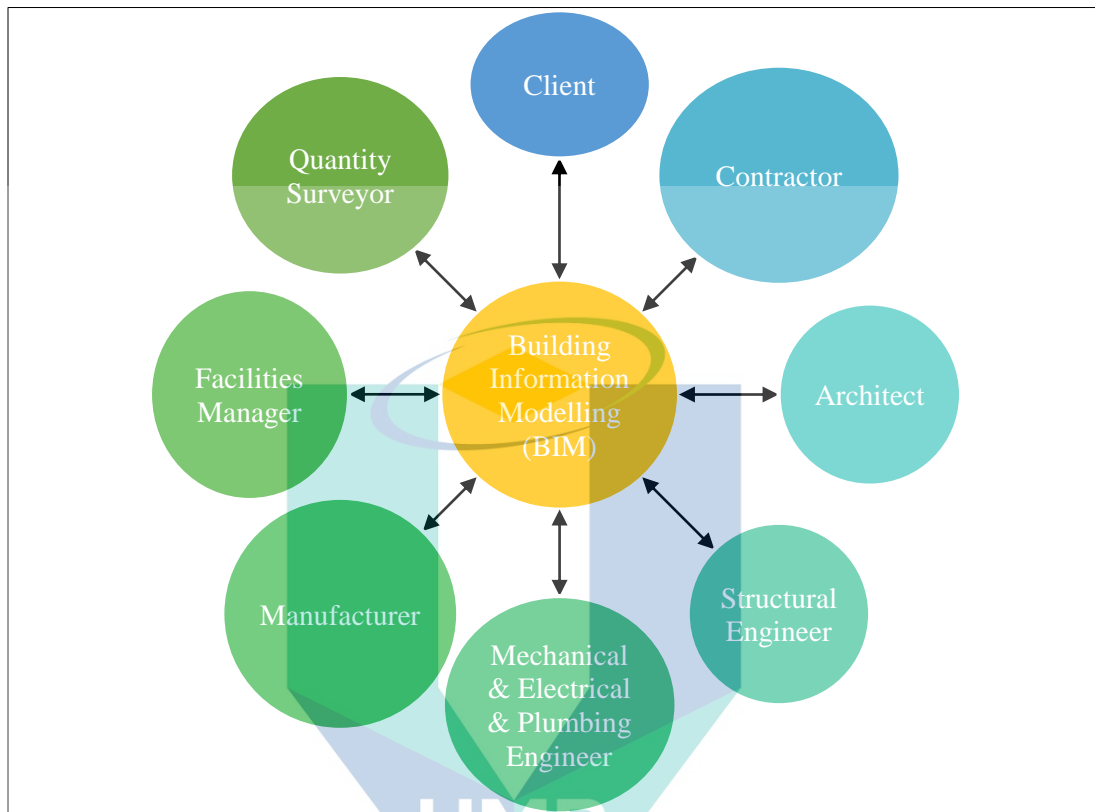 Client
Quantity
Surveyor
Contractor
Building
Information
Modelling
(BIM)
Facilities
Manager
Architect
Manufacturer
Structural
Engineer
Mechanical
& Electrical
& Plumbing
Engineer